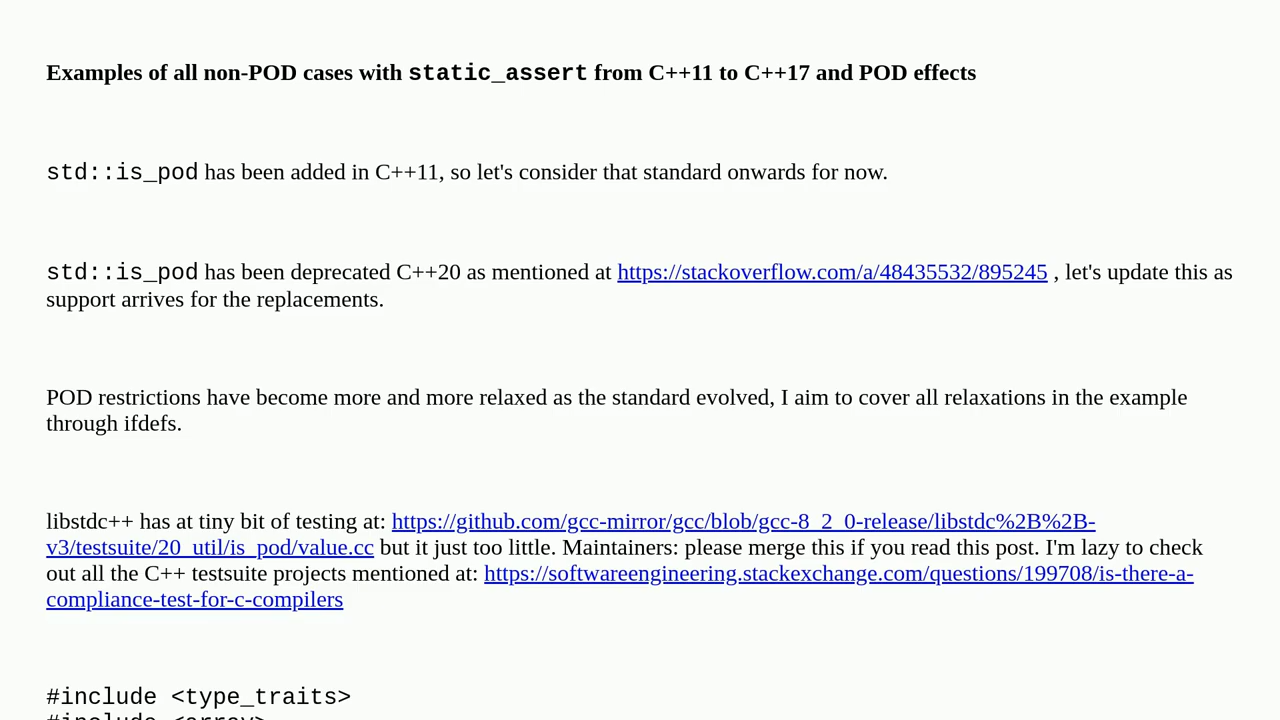 Examples of all non-POD cases with static_assert from C++11 to C++17 and POD effects
std::is_pod has been added in C++11, so let's consider that standard onwards for now.
std::is_pod has been deprecated C++20 as mentioned at https://stackoverflow.com/a/48435532/895245 , let's update this as
support arrives for the replacements.
POD restrictions have become more and more relaxed as the standard evolved, I aim to cover all relaxations in the example
through ifdefs.
libstdc++ has at tiny bit of testing at: https://github.com/gcc-mirror/gcc/blob/gcc-8_2_0-release/libstdc%2B%2B-
v3/testsuite/20_util/is_pod/value.cc but it just too little. Maintainers: please merge this if you read this post. I'm lazy to check
out all the C++ testsuite projects mentioned at: https://softwareengineering.stackexchange.com/questions/199708/is-there-a-
compliance-test-for-c-compilers
#include <type_traits>
#include <array>